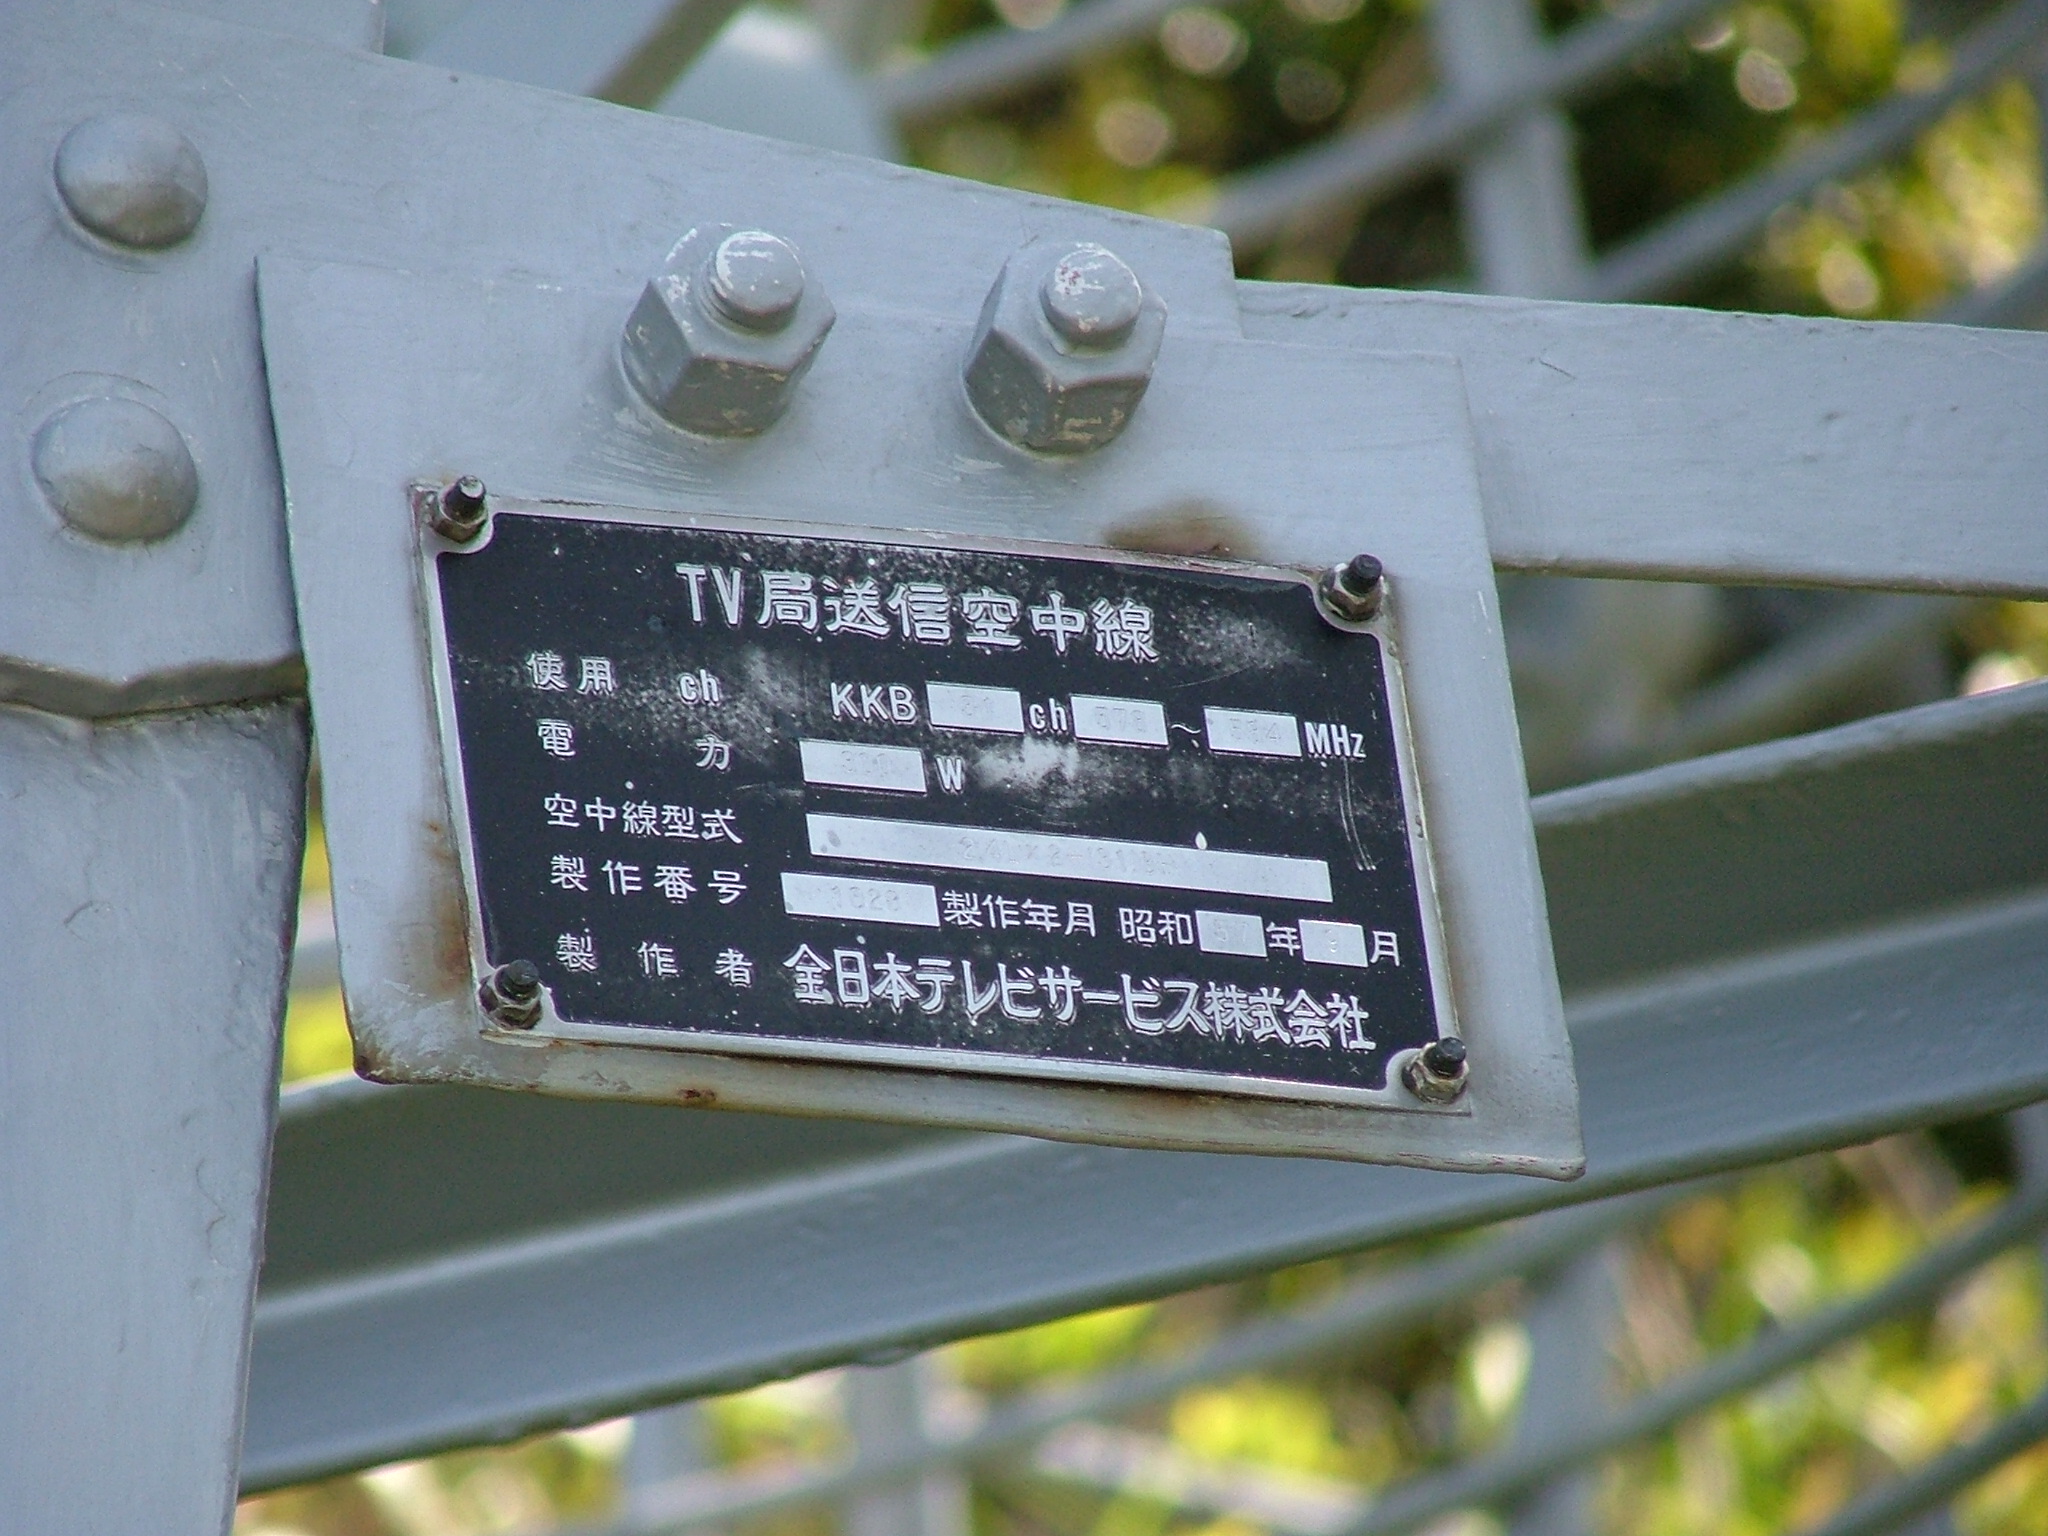 TV局送信空中線
使用 ch KKB ch ~ MHz
電力 W
空中線型式
製作番号 製作年月 昭和 年 月
製作者 全日本テレビサービス株式会社